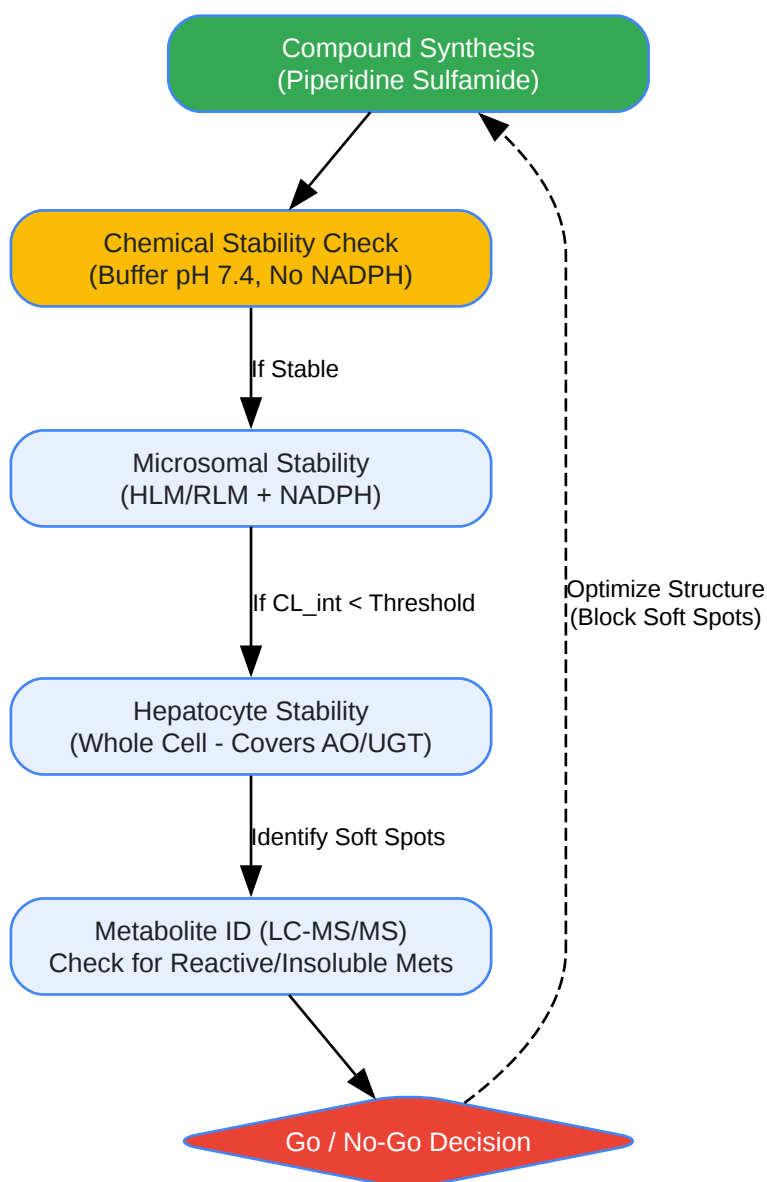 Compound Synthesis
(Piperidine Sulfamide)
Chemical Stability Check
(Buffer pH 7.4, No NADPH)
If Stable
Microsomal Stability
(HLM/RLM + NADPH)
If CL_int < Threshold
Optimize Structure
(Block Soft Spots)
Hepatocyte Stability
(Whole Cell - Covers AO/UGT)
Identify Soft Spots
Metabolite ID (LC-MS/MS)
Check for Reactive/Insoluble Mets
Go / No-Go Decision